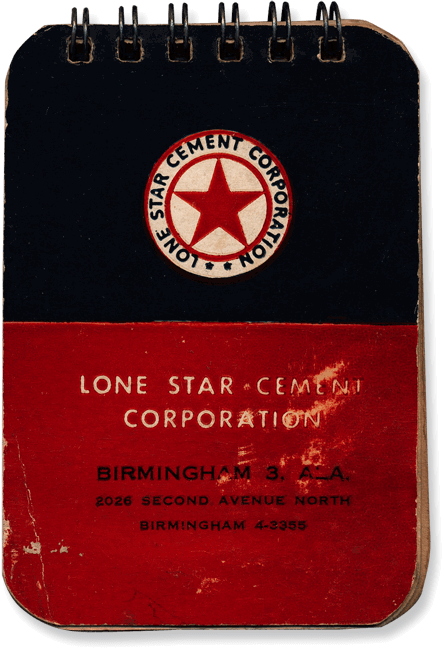 LONE STAR CEMENT CORPORATION
LONE STAR CEMENT
CORPORATION
BIRMINGHAM 3, ALA.
2026 SECOND AVENUE NORTH
BIRMINGHAM 4-2355